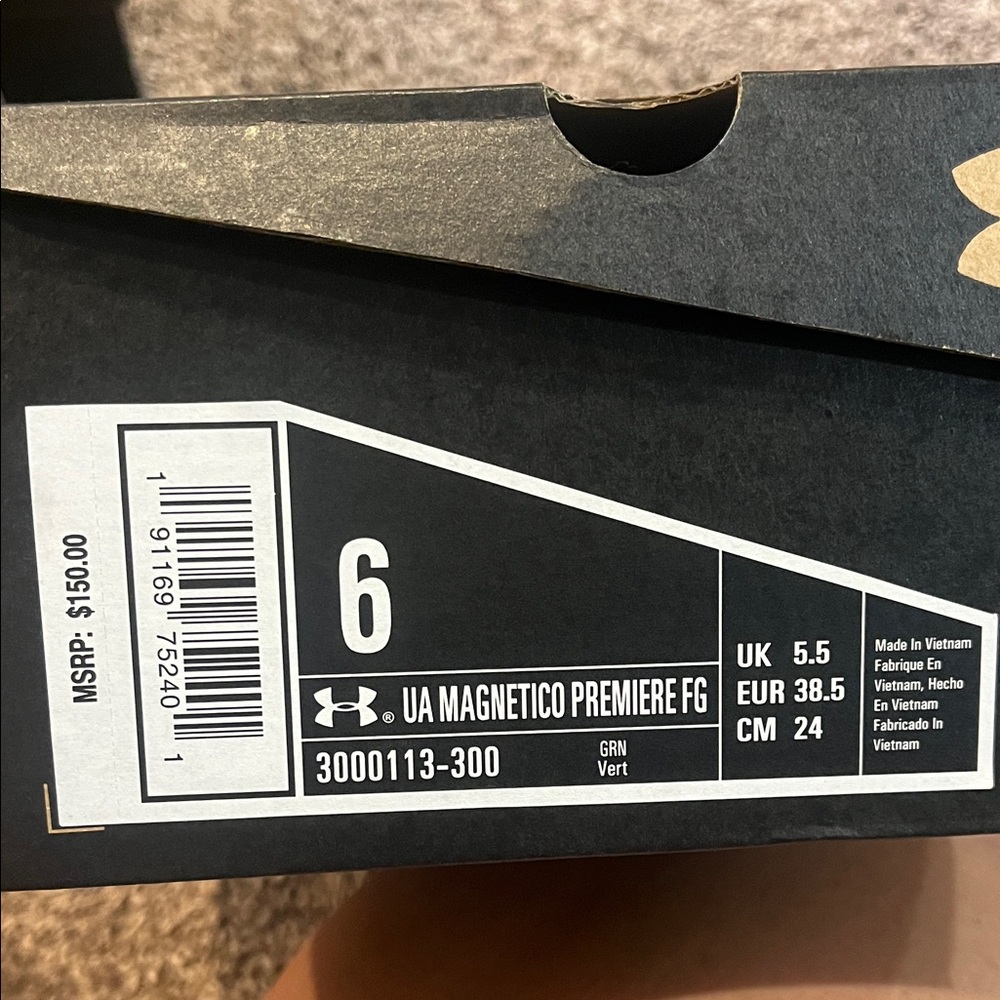 MSRP: $150.00
1 91169 75240 1
6
® UA MAGNETICO PREMIERE FG
3000113-300
GRN
Vert
UK 5.5
EUR 38.5
CM 24
Made In Vietnam
Fabrique En
Vietnam, Hecho
En Vietnam
Fabricado In
Vietnam